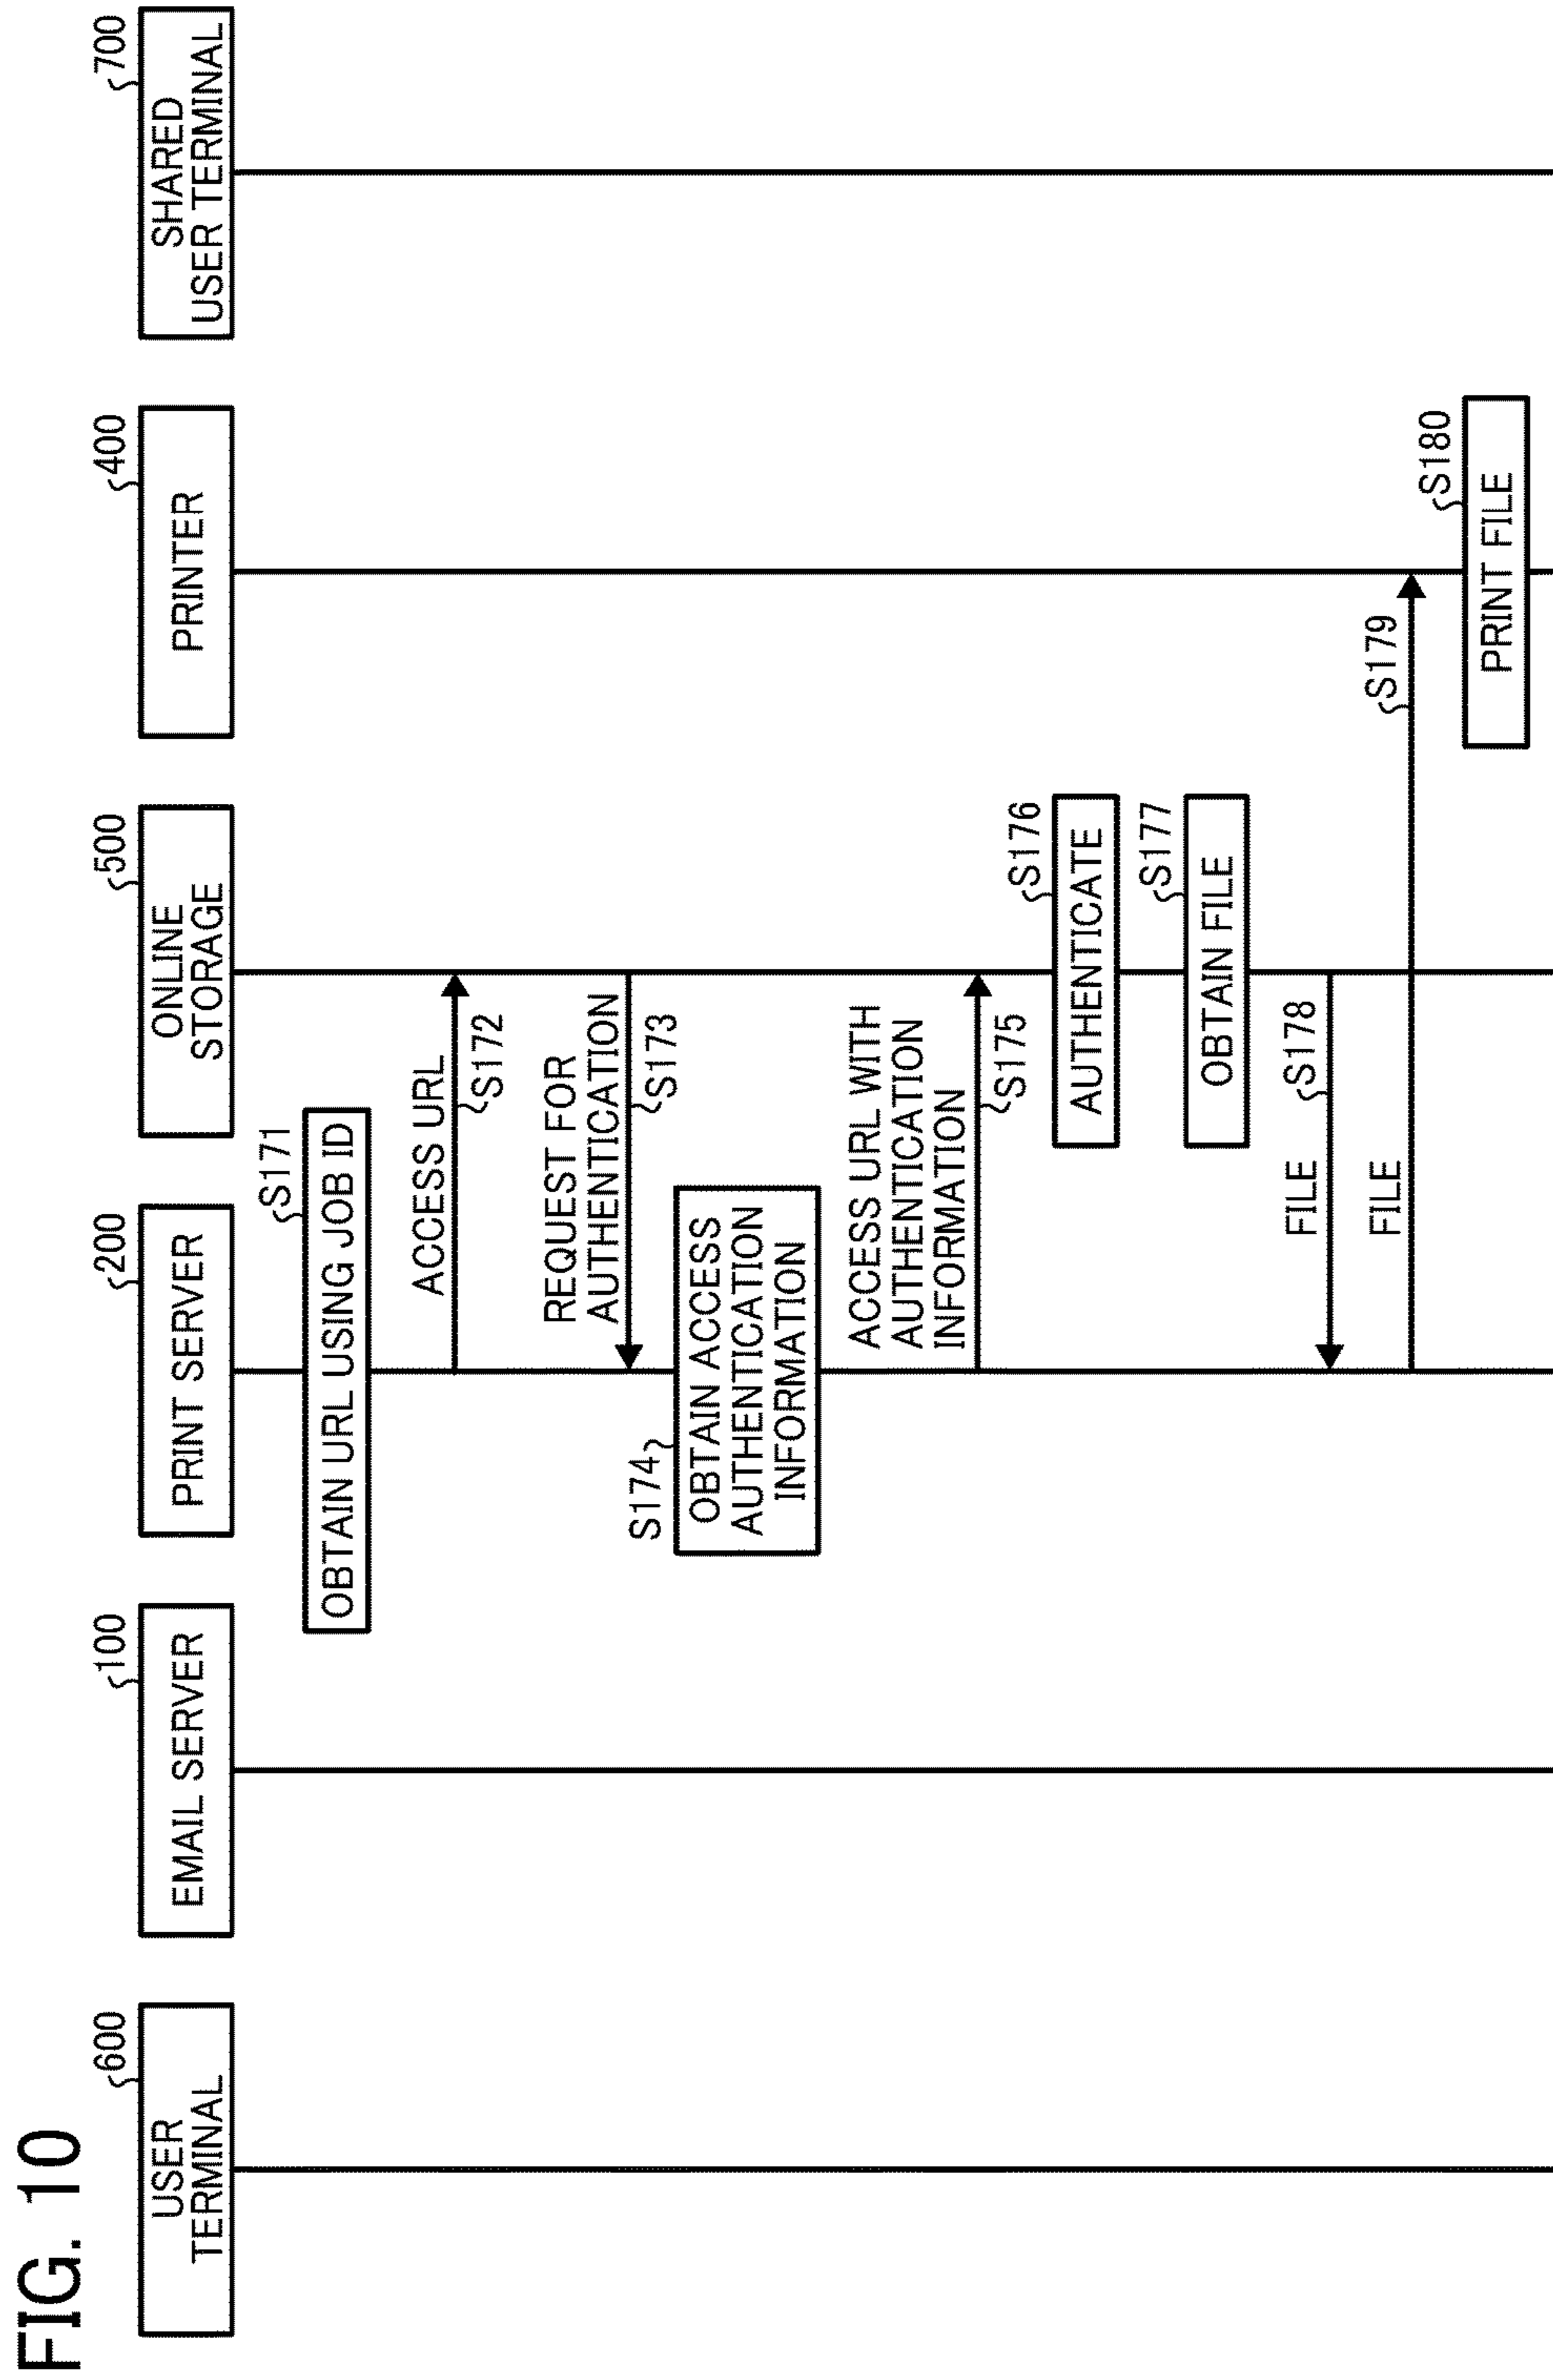 FIG. 10
600
USER
TERMINAL
100
EMAIL SERVER
200
PRINT SERVER
500
ONLINE
STORAGE
400
PRINTER
700
SHARED
USER TERMINAL
S171
OBTAIN URL USING JOB ID
ACCESS URL
S172
REQUEST FOR
AUTHENTICATION
S173
S174
OBTAIN ACCESS
AUTHENTICATION
INFORMATION
ACCESS URL WITH
AUTHENTICATION
INFORMATION
S175
S176
AUTHENTICATE
S177
OBTAIN FILE
FILE
S178
FILE
S179
S180
PRINT FILE